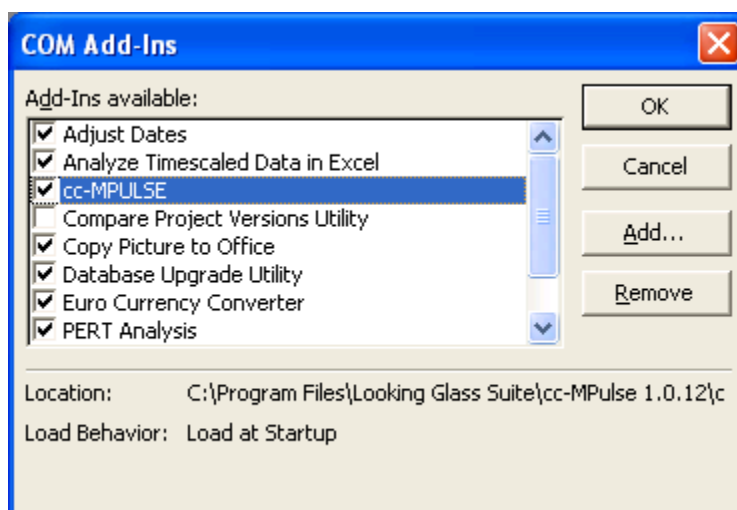 COM Add-Ins
Add-Ins available:
Adjust Dates
Analyze Timescaled Data in Excel
cc-MPULSE
Compare Project Versions Utility
Copy Picture to Office
Database Upgrade Utility
Euro Currency Converter
PERT Analysis
OK
Cancel
Add...
Remove
Location: C:\Program Files\Looking Glass Suite\cc-MPulse 1.0.12\c
Load Behavior: Load at Startup